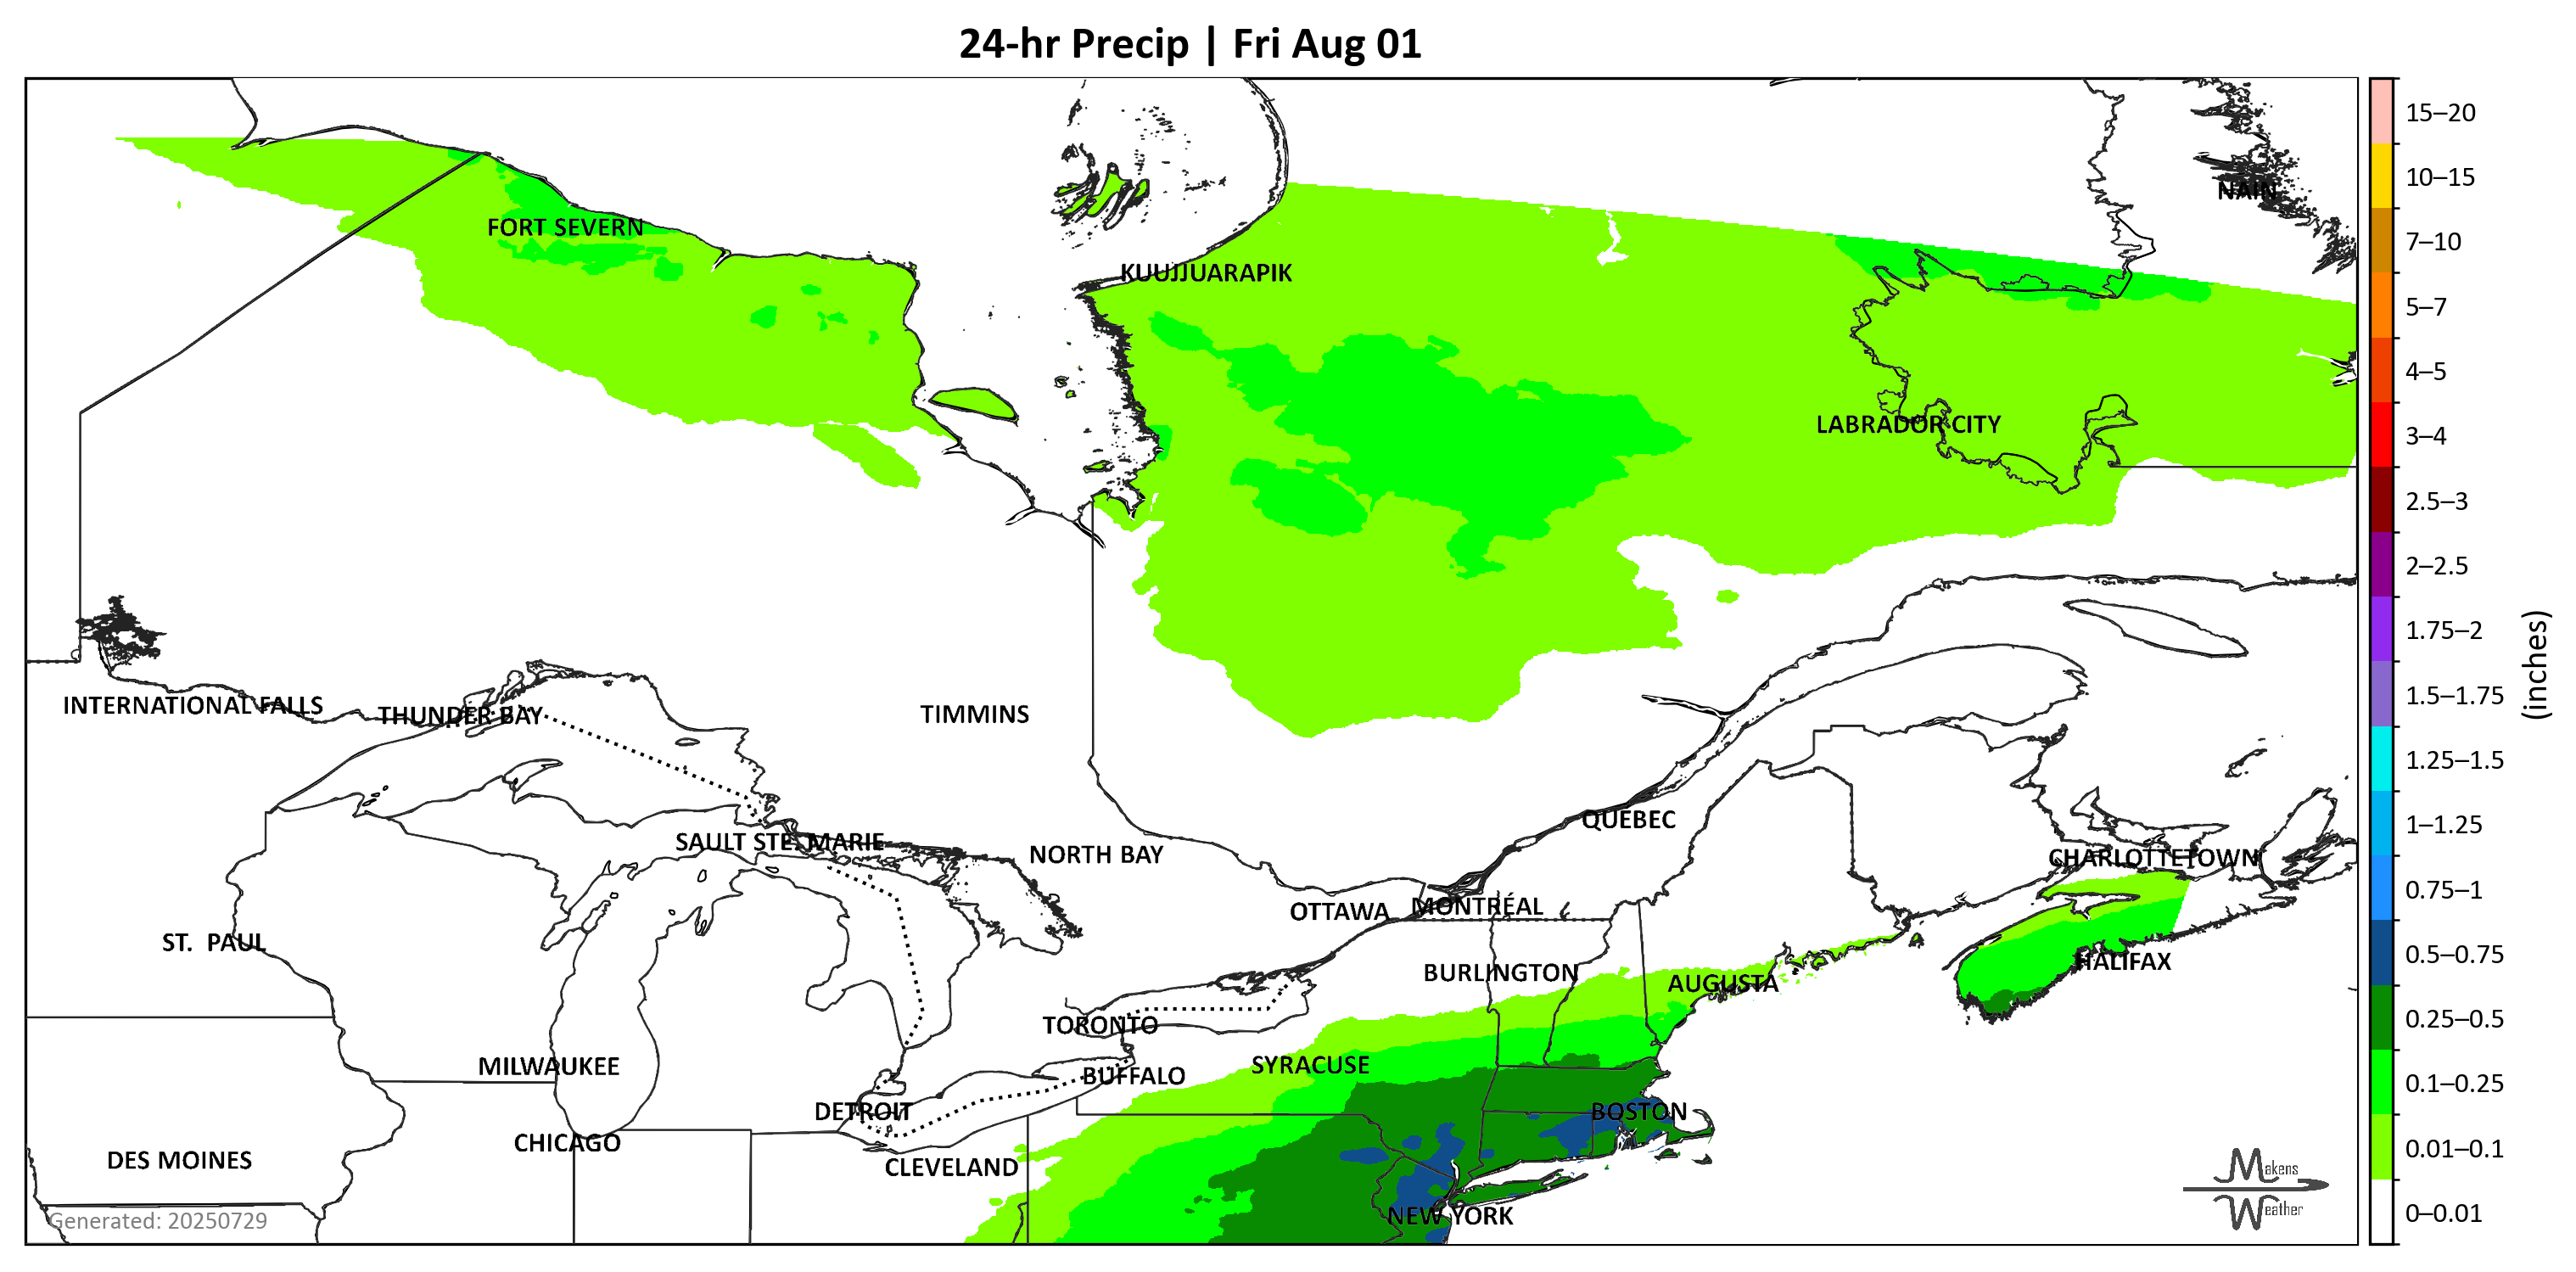 24-hr Precip | Fri Aug 01
15–20
NAIN
10–15
FORT SEVERN
7–10
KUUJJUARAPIK
5–7
4–5
LABRADOR CITY
3–4
2.5–3
2–2.5
1.75–2
(inches)
INTERNATIONAL FALLS
THUNDER BAY
TIMMINS
1.5–1.75
1.25–1.5
QUEBEC
1–1.25
SAULT STE. MARIE
NORTH BAY
CHARLOTTETOWN
0.75–1
OTTAWA
MONTRÉAL
ST. PAUL
HALIFAX
0.5–0.75
BURLINGTON
AUGUSTA
TORONTO
0.25–0.5
MILWAUKEE
SYRACUSE
BUFFALO
0.1–0.25
DETROIT
BOSTON
CHICAGO
0.01–0.1
DES MOINES
CLEVELAND
Makens
Weather
NEW YORK
0–0.01
Generated: 20250729